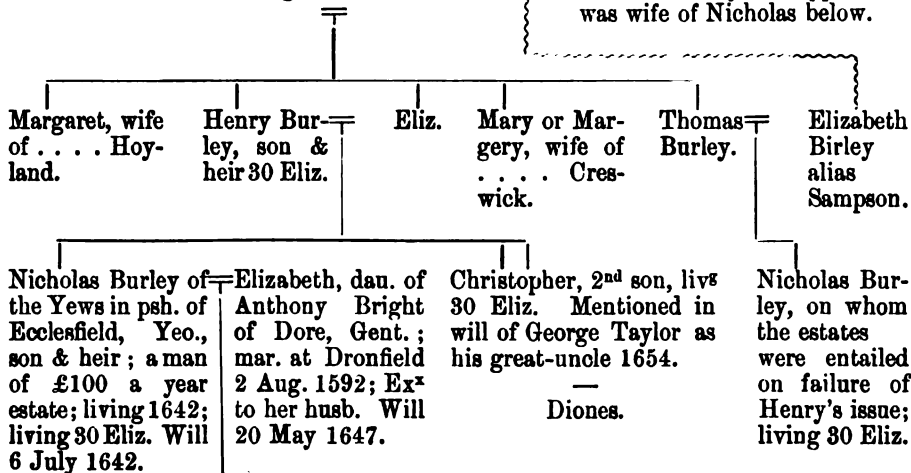 was wife of Nicholas below.
Margaret, wife
of . . . . Hoy-
land.
Henry Bur-
ley, son &
heir 30 Eliz.
Eliz.
Mary or Mar-
gery, wife of
. . . . Cres-
wick.
Thomas
Burley.
Elizabeth
Birley
alias
Sampson.
Nicholas Burley of
the Yews in psh. of
Ecclesfield, Yeo.,
son & heir ; a man
of £100 a year
estate; living 1642;
living 30 Eliz. Will
6 July 1642.
Elizabeth, dau. of
Anthony Bright
of Dore, Gent. ;
mar. at Dronfield
2 Aug. 1592; Exˣ
to her husb. Will
20 May 1647.
Christopher, 2ⁿᵈ son, livᵍ
30 Eliz. Mentioned in
will of George Taylor as
his great-uncle 1654.
—
Diones.
Nicholas Bur-
ley, on whom
the estates
were entailed
on failure of
Henry's issue;
living 30 Eliz.